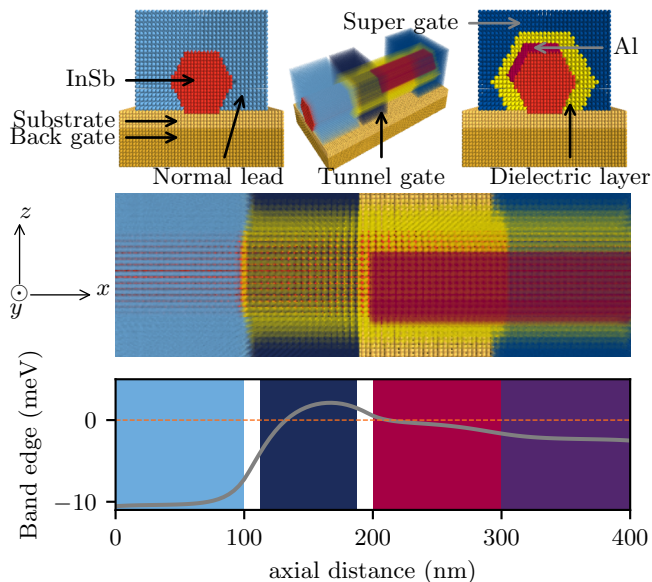 Super gate
Al
InSb
Substrate
Back gate
Normal lead
Tunnel gate
Dielectric layer
z
y
x
Band edge (meV)
0
−10
0 100 200 300 400
axial distance (nm)